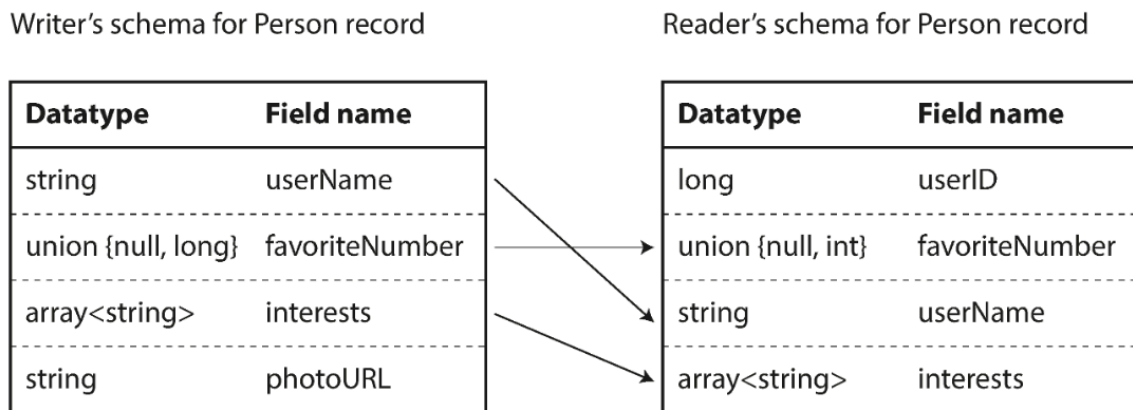 Writer’s schema for Person record
Datatype Field name
string userName
union {null, long} favoriteNumber
array<string> interests
string photoURL
Reader’s schema for Person record
Datatype Field name
long userID
union {null, int} favoriteNumber
string userName
array<string> interests